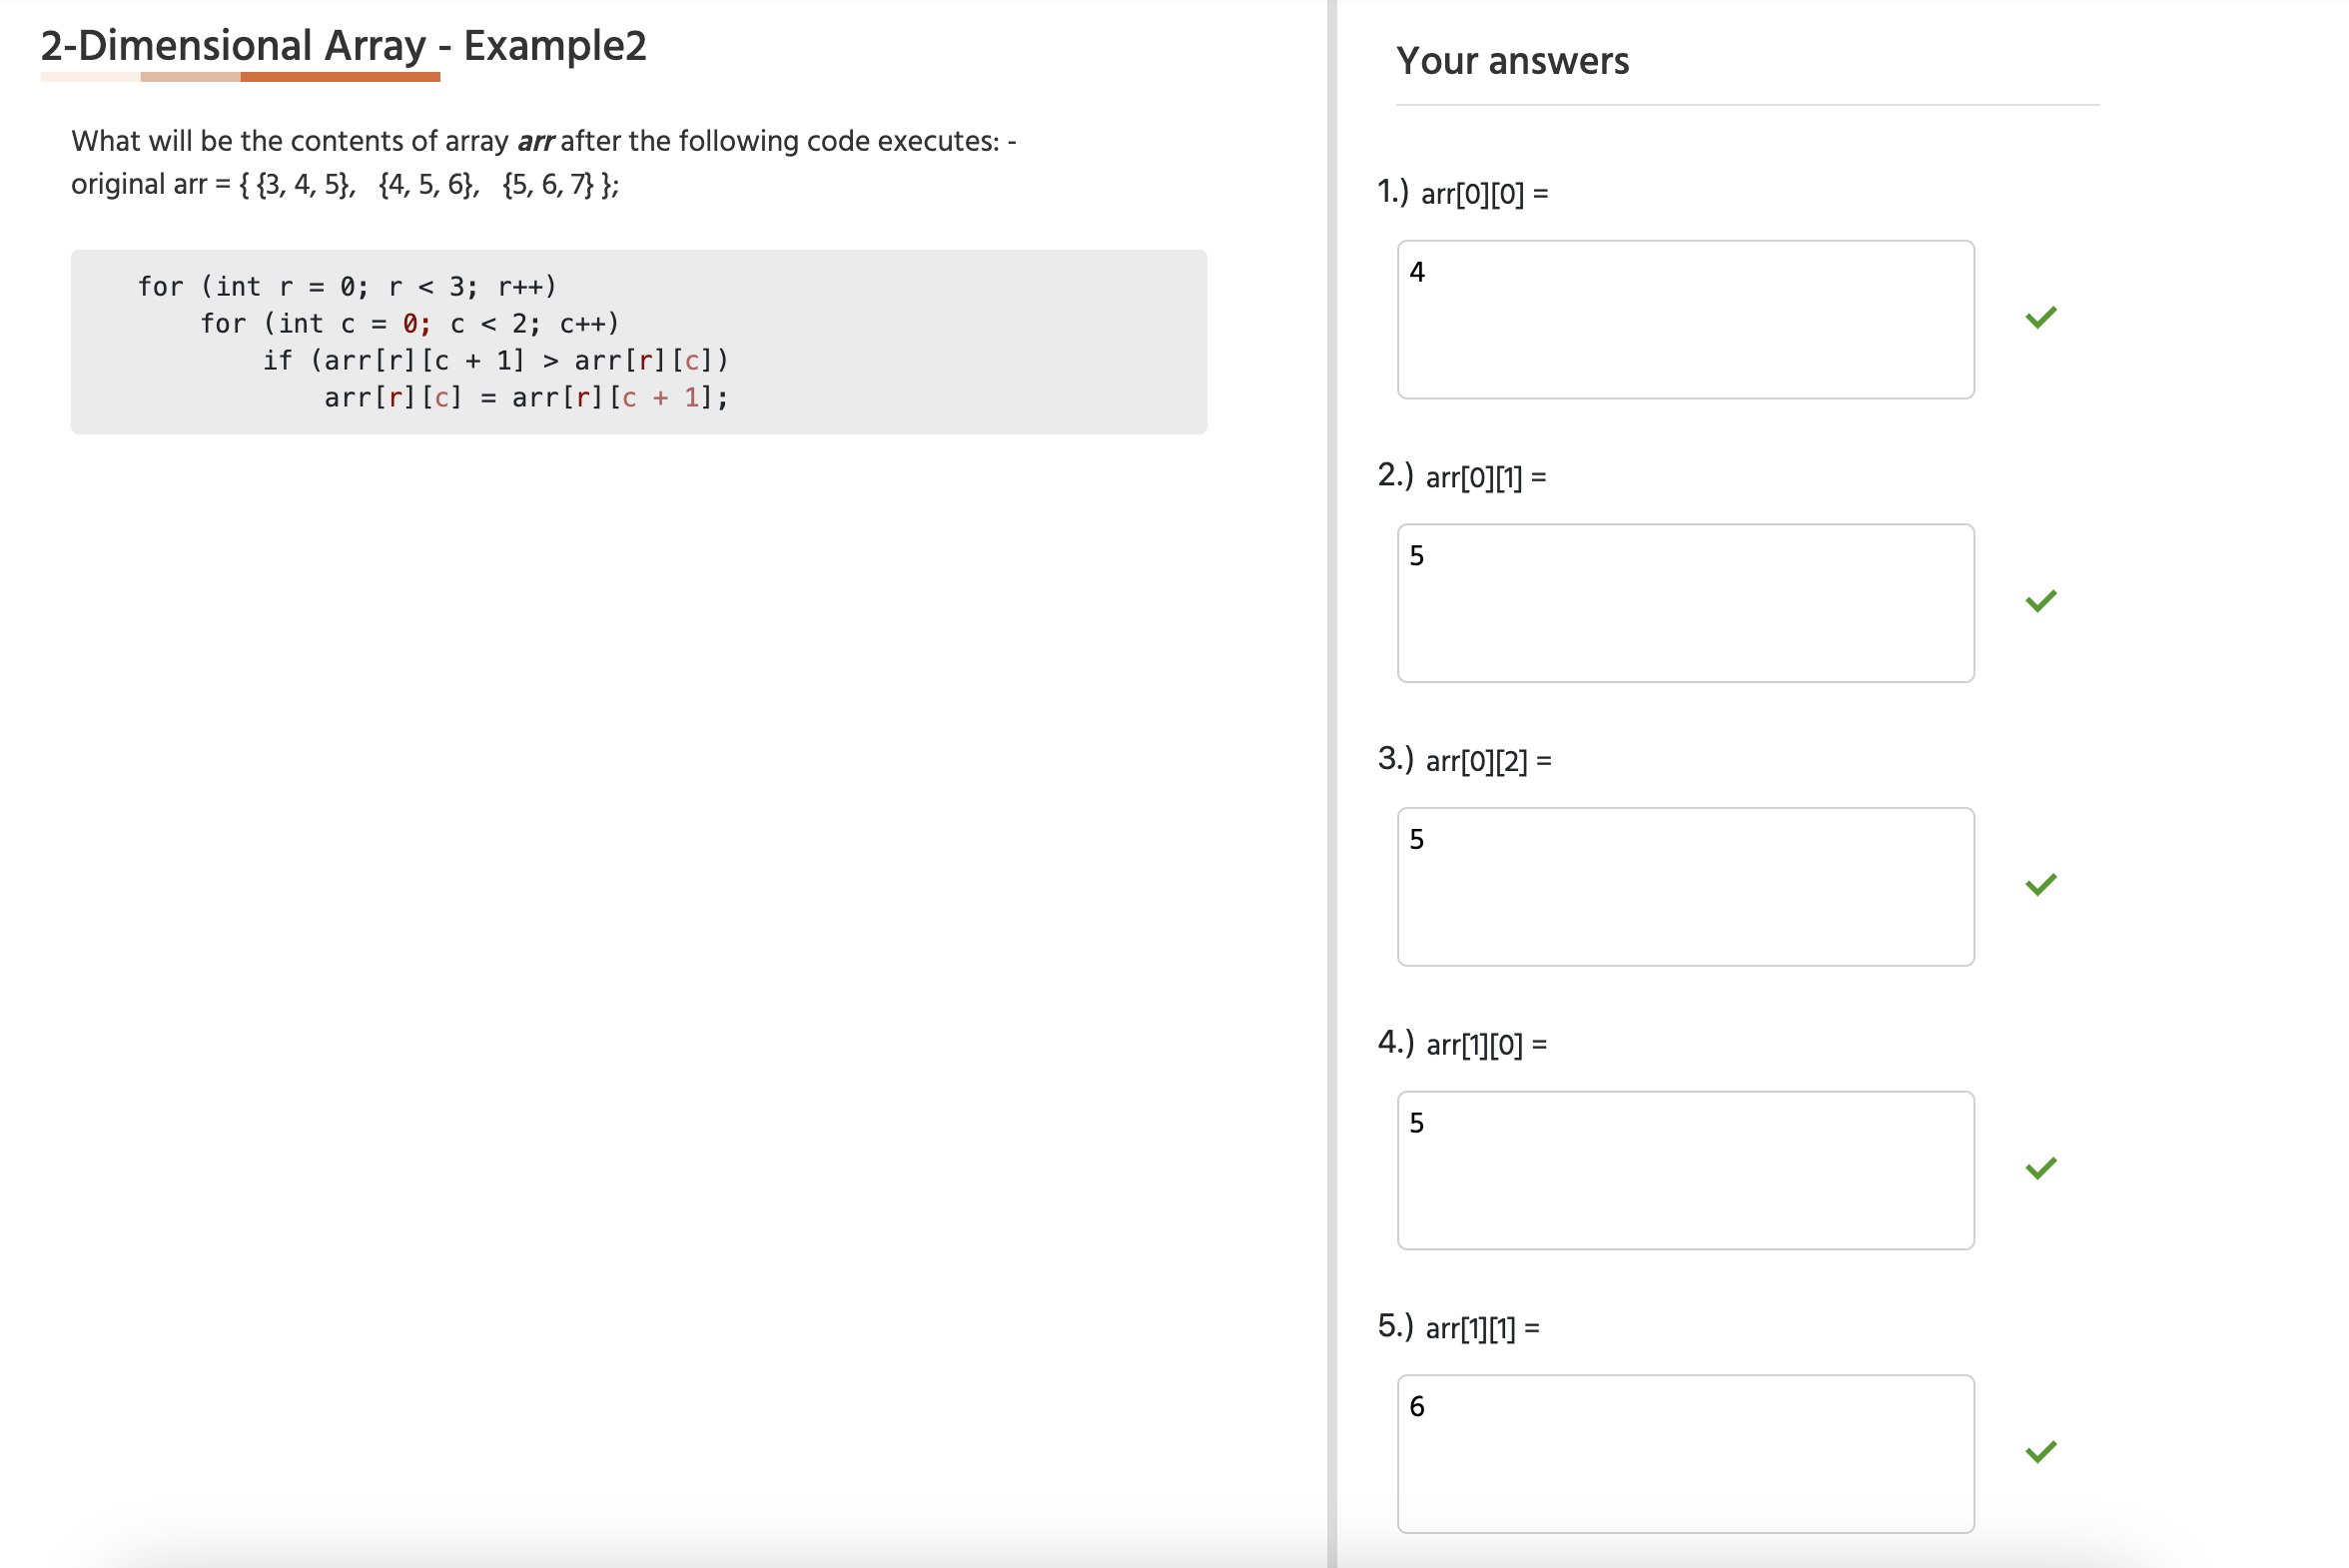 2-Dimensional Array - Example2
What will be the contents of array arr after the following code executes: -
original arr = { {3, 4, 5}, {4, 5, 6}, {5, 6, 7} };
for (int r = 0; r < 3; r++)
for (int c = 0; c < 2; c++)
if (arr[r][c + 1] > arr[r][c])
arr[r][c] = arr[r][c + 1];
Your answers
1.) arr[0][0] =
4
2.) arr[0][1] =
5
3.) arr[0][2] =
5
4.) arr[1][0] =
5
5.) arr[1][1] =
6